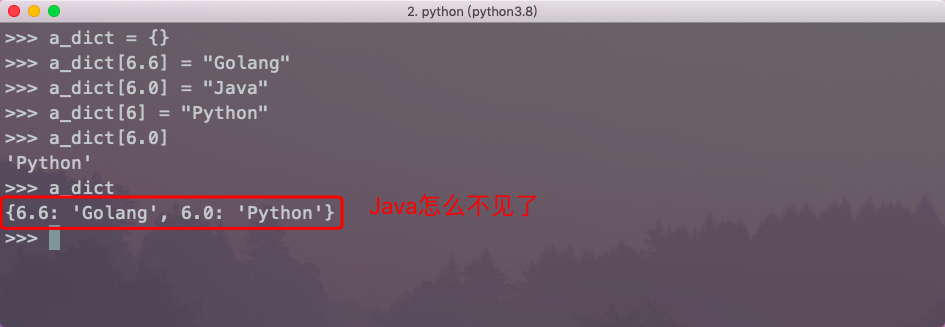 2. python (python3.8)
>>> a_dict = {}
>>> a_dict[6.6] = "Golang"
>>> a_dict[6.0] = "Java"
>>> a_dict[6] = "Python"
>>> a_dict[6.0]
'Python'
>>> a_dict
{6.6: 'Golang', 6.0: 'Python'} Java怎么不见了
>>>